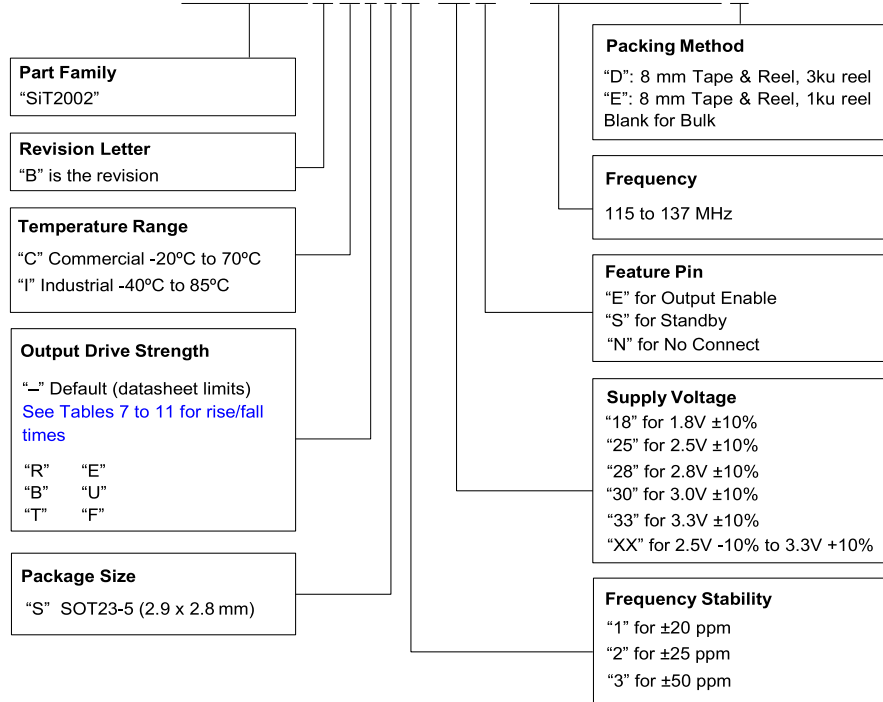 Part Family
“SiT2002”
Revision Letter
“B” is the revision
Temperature Range
“C” Commercial -20ºC to 70ºC
“I” Industrial -40ºC to 85ºC
Output Drive Strength
“–” Default (datasheet limits)
See Tables 7 to 11 for rise/fall
times
“R” “E”
“B” “U”
“T” “F”
Package Size
“S” SOT23-5 (2.9 x 2.8 mm)
Packing Method
“D”: 8 mm Tape & Reel, 3ku reel
“E”: 8 mm Tape & Reel, 1ku reel
Blank for Bulk
Frequency
115 to 137 MHz
Feature Pin
“E” for Output Enable
“S” for Standby
“N” for No Connect
Supply Voltage
“18” for 1.8V ±10%
“25” for 2.5V ±10%
“28” for 2.8V ±10%
“30” for 3.0V ±10%
“33” for 3.3V ±10%
“XX” for 2.5V -10% to 3.3V +10%
Frequency Stability
“1” for ±20 ppm
“2” for ±25 ppm
“3” for ±50 ppm